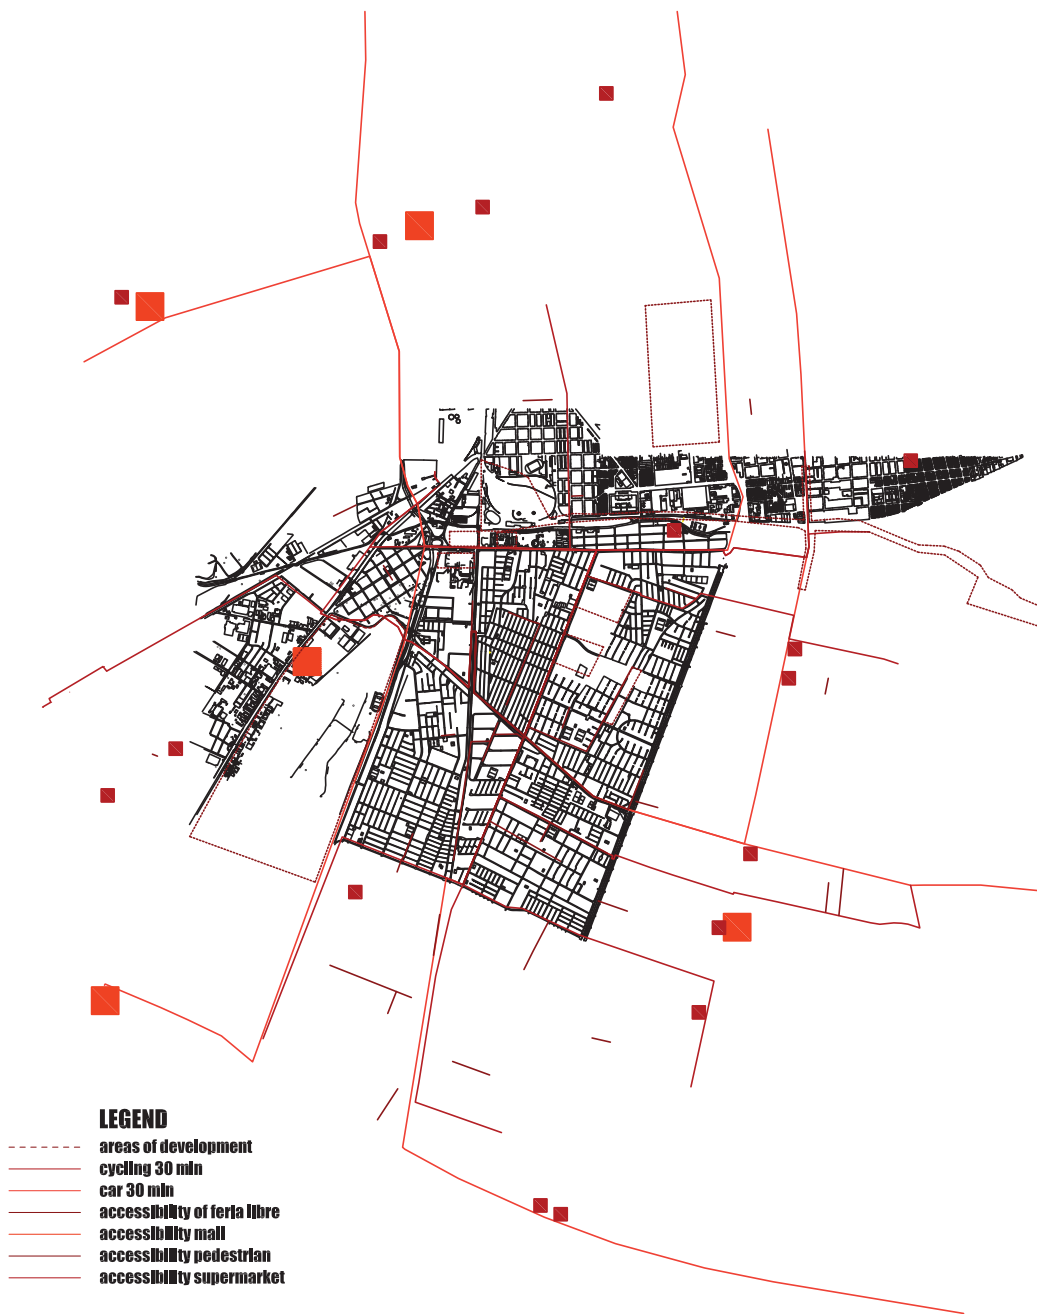 LEGEND
areas of development
cycling 30 min
car 30 min
accessibility of feria libre
accessibility mall
accessibility pedestrian
accessibility supermarket